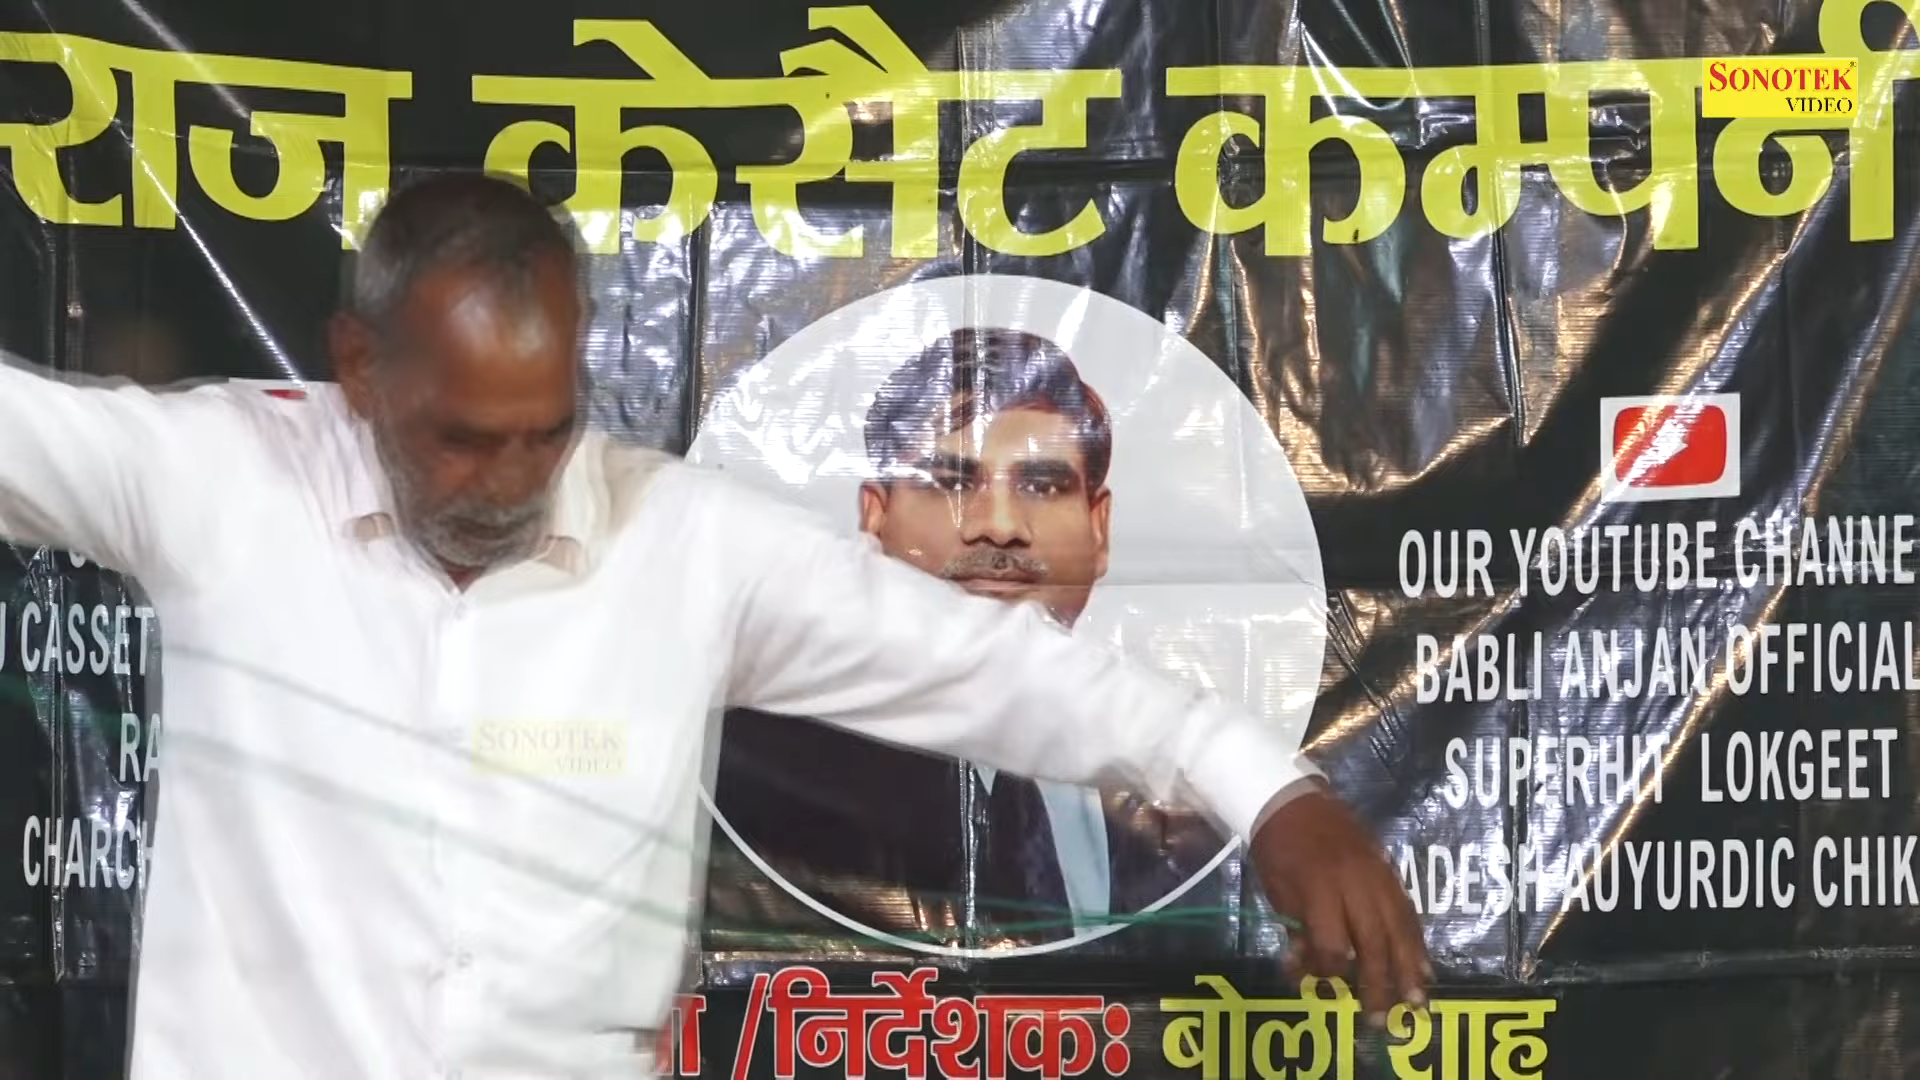 राज केसैट कम्पनी
SONOTEK
VIDEO
OUR YOUTUBE CHANNE
BABLI ANJAN OFFICIAL
SUPERHIT LOKGEET
ADESH AUYURDIC CHIK
CASSET
RA
CHARCH
SONOTEK
VIDEO
/निर्देशकः बोली शाह